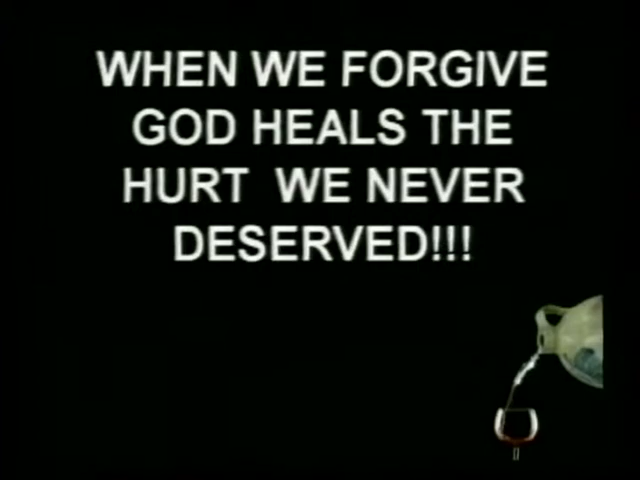 WHEN WE FORGIVE
GOD HEALS THE
HURT  WE NEVER
DESERVED!!!